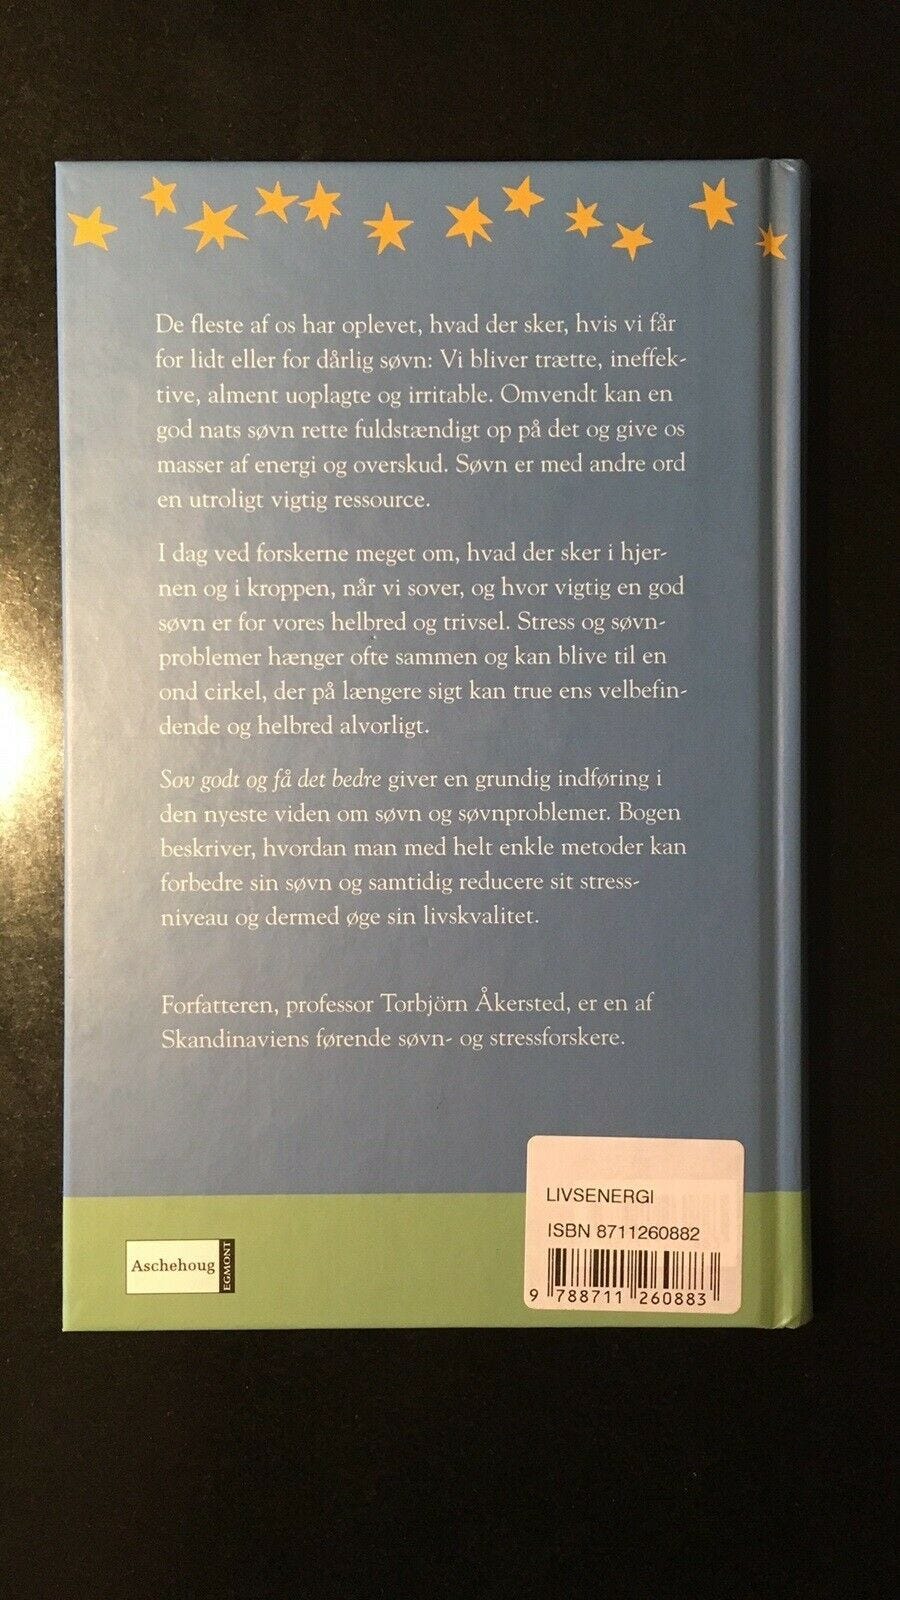 De fleste af os har oplevet, hvad der sker, hvis vi får
for lidt eller for dårlig søvn: Vi bliver trætte, ineffek-
tive, alment uoplagte og irritable. Omvendt kan en
god nats søvn rette fuldstændigt op på det og give os
masser af energi og overskud. Søvn er med andre ord
en utroligt vigtig ressource.
I dag ved forskerne meget om, hvad der sker i hjer-
nen og i kroppen, når vi sover, og hvor vigtig en god
søvn er for vores helbred og trivsel. Stress og søvn-
problemer hænger ofte sammen og kan blive til en
ond cirkel, der på længere sigt kan true ens velbefin-
dende og helbred alvorligt.
Sov godt og få det bedre giver en grundig indføring i
den nyeste viden om søvn og søvnproblemer. Bogen
beskriver, hvordan man med helt enkle metoder kan
forbedre sin søvn og samtidig reducere sit stress-
niveau og dermed øge sin livskvalitet.
Forfatteren, professor Torbjörn Åkersted, er en af
Skandinaviens førende søvn- og stressforskere.
LIVSENERGI
ISBN 8711260882
9 788711 260883
Aschehoug
EGMONT